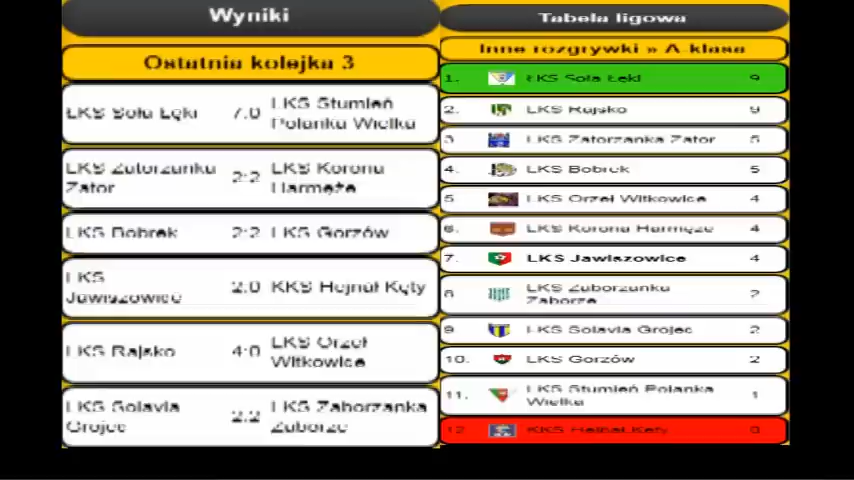 Wyniki
Ostatnia kolejka 3
LKS Soła Łęki 7:0 LKS Strumień
Polanka Wielka
LKS Zatorzanka
Zator 2:2 LKS Korona
Harmęże
LKS Bobrek 2:2 LKS Gorzów
LKS
Jawiszowice 2:0 KKS Hejnał Kęty
LKS Rajsko 4:0 LKS Orzeł
Witkowice
LKS Solavia
Grojec 2:2 LKS Zaborzanka
Zaborze
Tabela ligowa
Inne rozgrywki » A-klasa
1. LKS Soła Łęki 9
2. LKS Rajsko 9
3. LKS Zatorzanka Zator 5
4. LKS Bobrek 5
5. LKS Orzeł Witkowice 4
6. LKS Korona Harmęże 4
7. LKS Jawiszowice 4
8. LKS Zaborzanka
Zaborze 2
9. LKS Solavia Grojec 2
10. LKS Gorzów 2
11. LKS Strumień Polanka
Wielka 1
12. KKS Hejnał Kęty 0